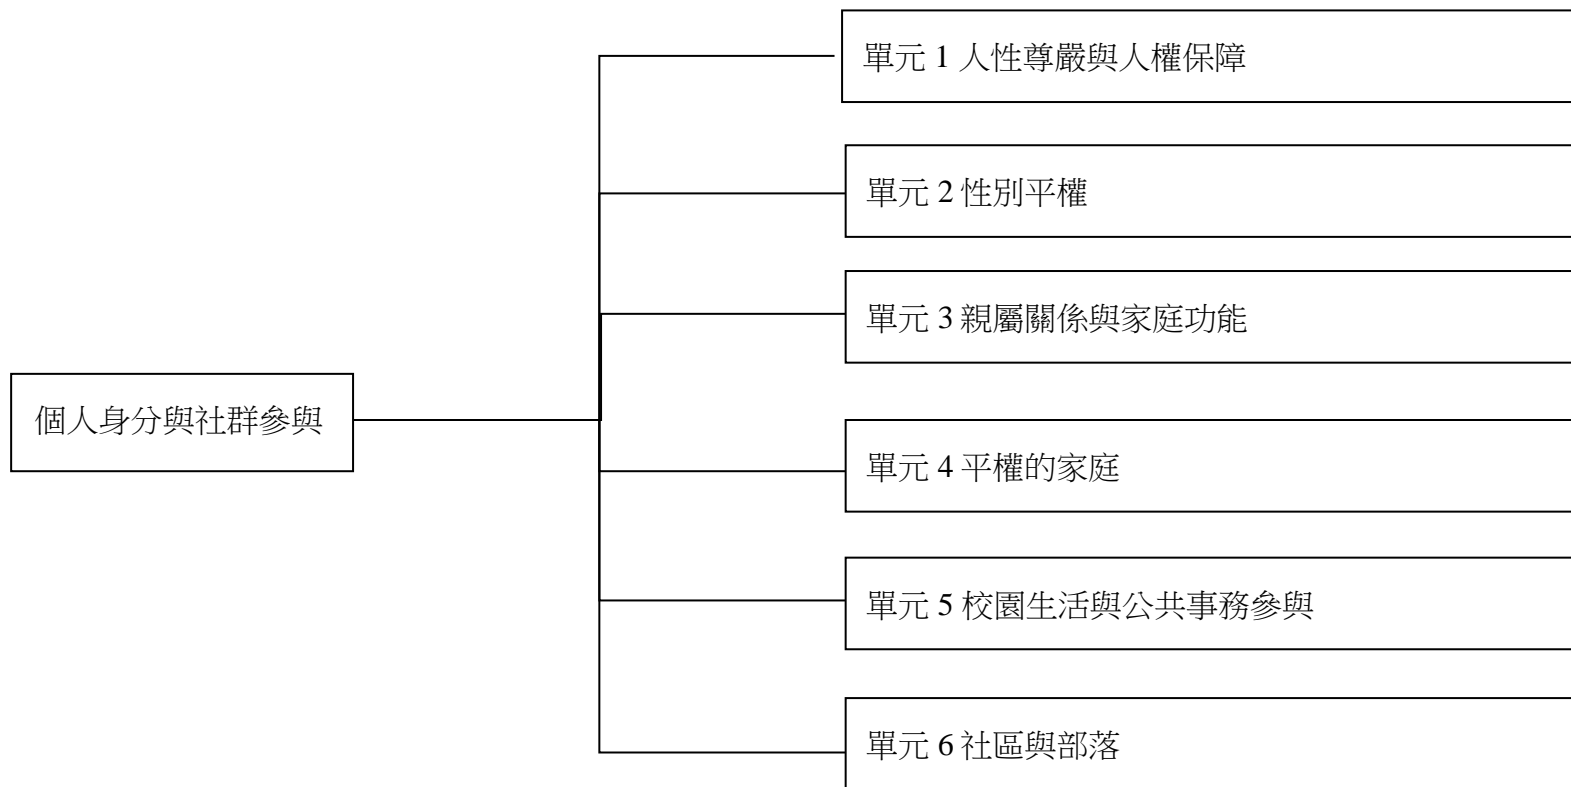 單元 1 人性尊嚴與人權保障
單元 2 性別平權
單元 3 親屬關係與家庭功能
個人身分與社群參與
單元 4 平權的家庭
單元 5 校園生活與公共事務參與
單元 6 社區與部落